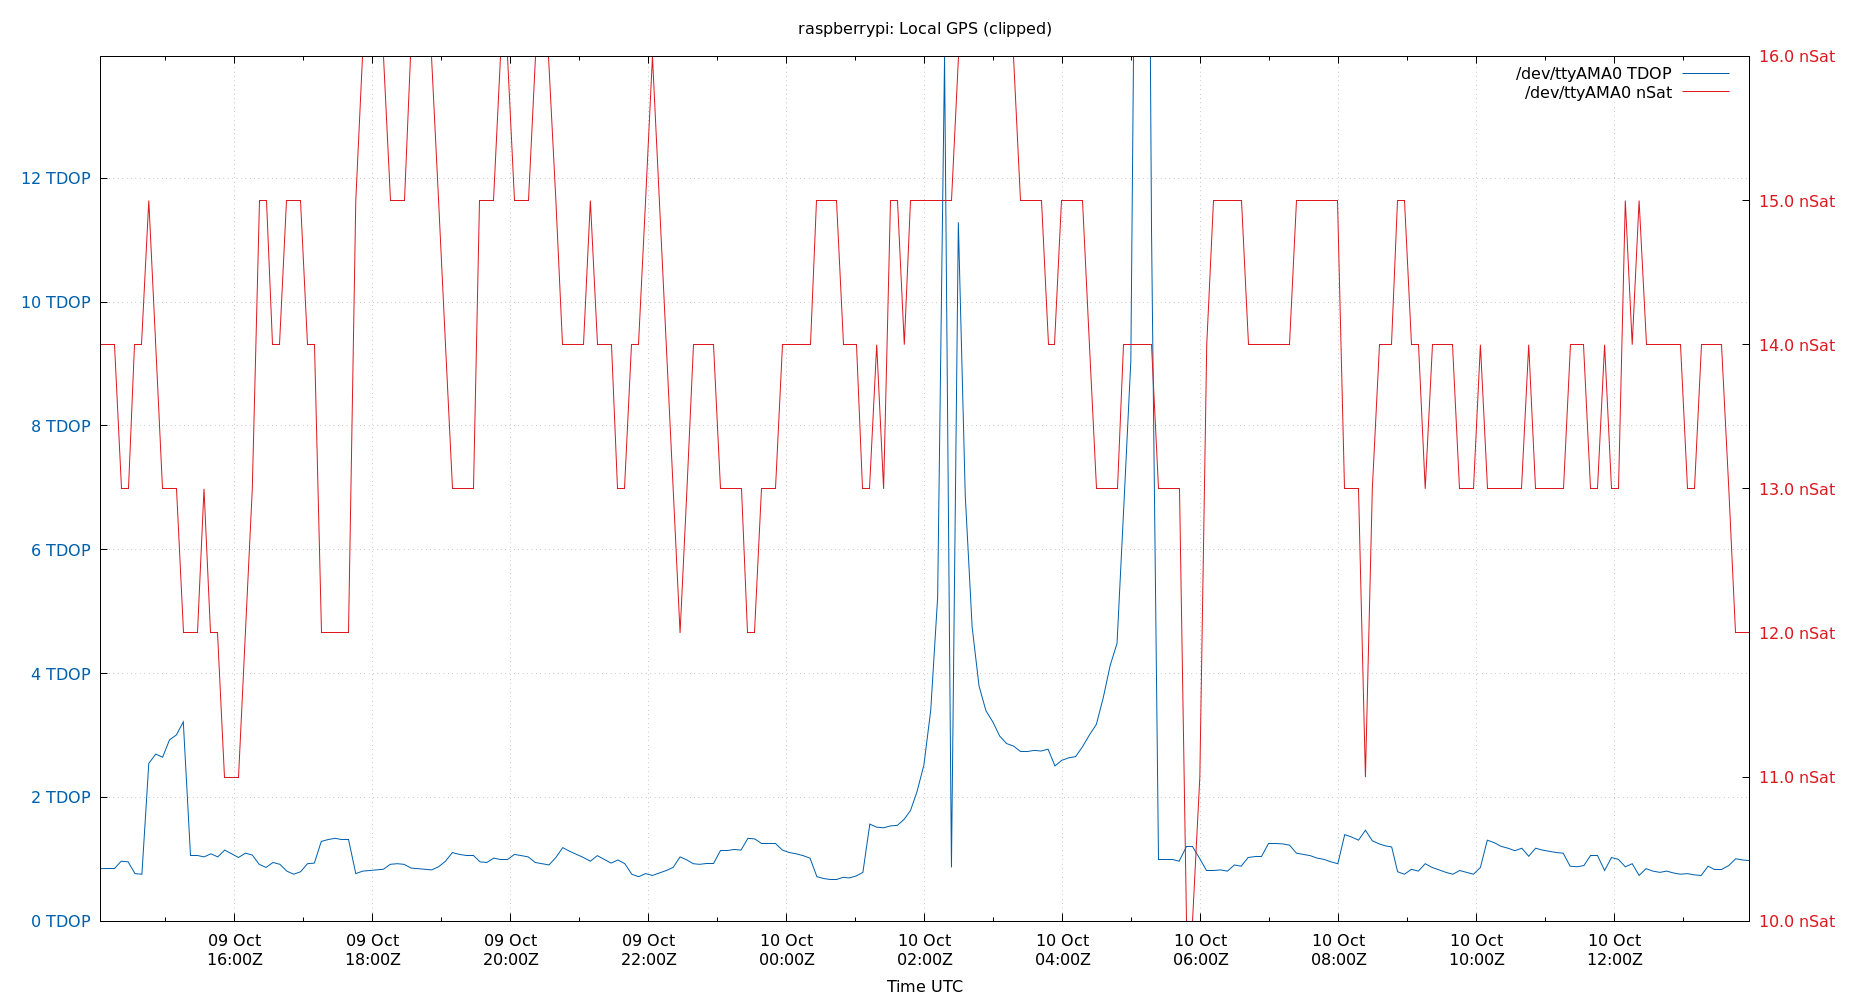 raspberrypi: Local GPS (clipped)
/dev/ttyAMA0 TDOP
/dev/ttyAMA0 nSat
12 TDOP
10 TDOP
8 TDOP
6 TDOP
4 TDOP
2 TDOP
0 TDOP
16.0 nSat
15.0 nSat
14.0 nSat
13.0 nSat
12.0 nSat
11.0 nSat
10.0 nSat
09 Oct
16:00Z
09 Oct
18:00Z
09 Oct
20:00Z
09 Oct
22:00Z
10 Oct
00:00Z
10 Oct
02:00Z
10 Oct
04:00Z
10 Oct
06:00Z
10 Oct
08:00Z
10 Oct
10:00Z
10 Oct
12:00Z
Time UTC